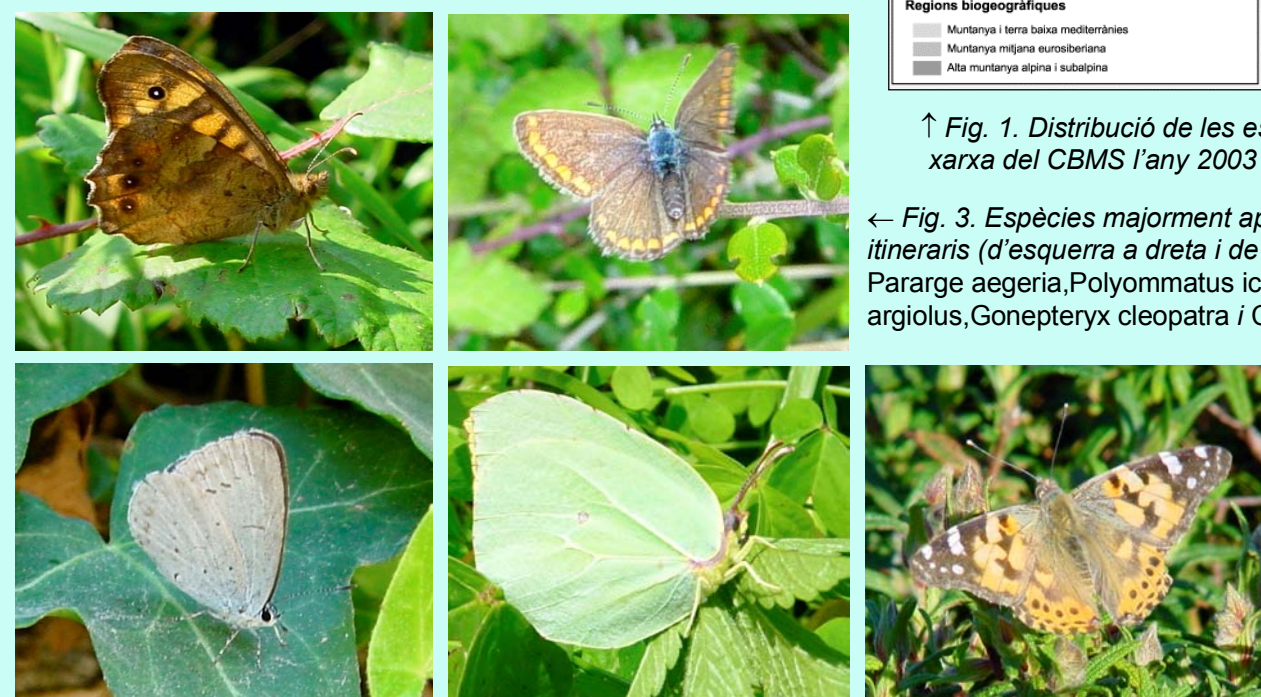 Regions biogeogràfiques
Muntanya i terra baixa mediterrànies
Muntanya mitjana eurosiberiana
Alta muntanya alpina i subalpina
↑ Fig. 1. Distribució de les es
xarxa del CBMS l’any 2003
← Fig. 3. Espècies majorment ap
itineraris (d’esquerra a dreta i de
Pararge aegeria,Polyommatus ic
argiolus,Gonepteryx cleopatra i